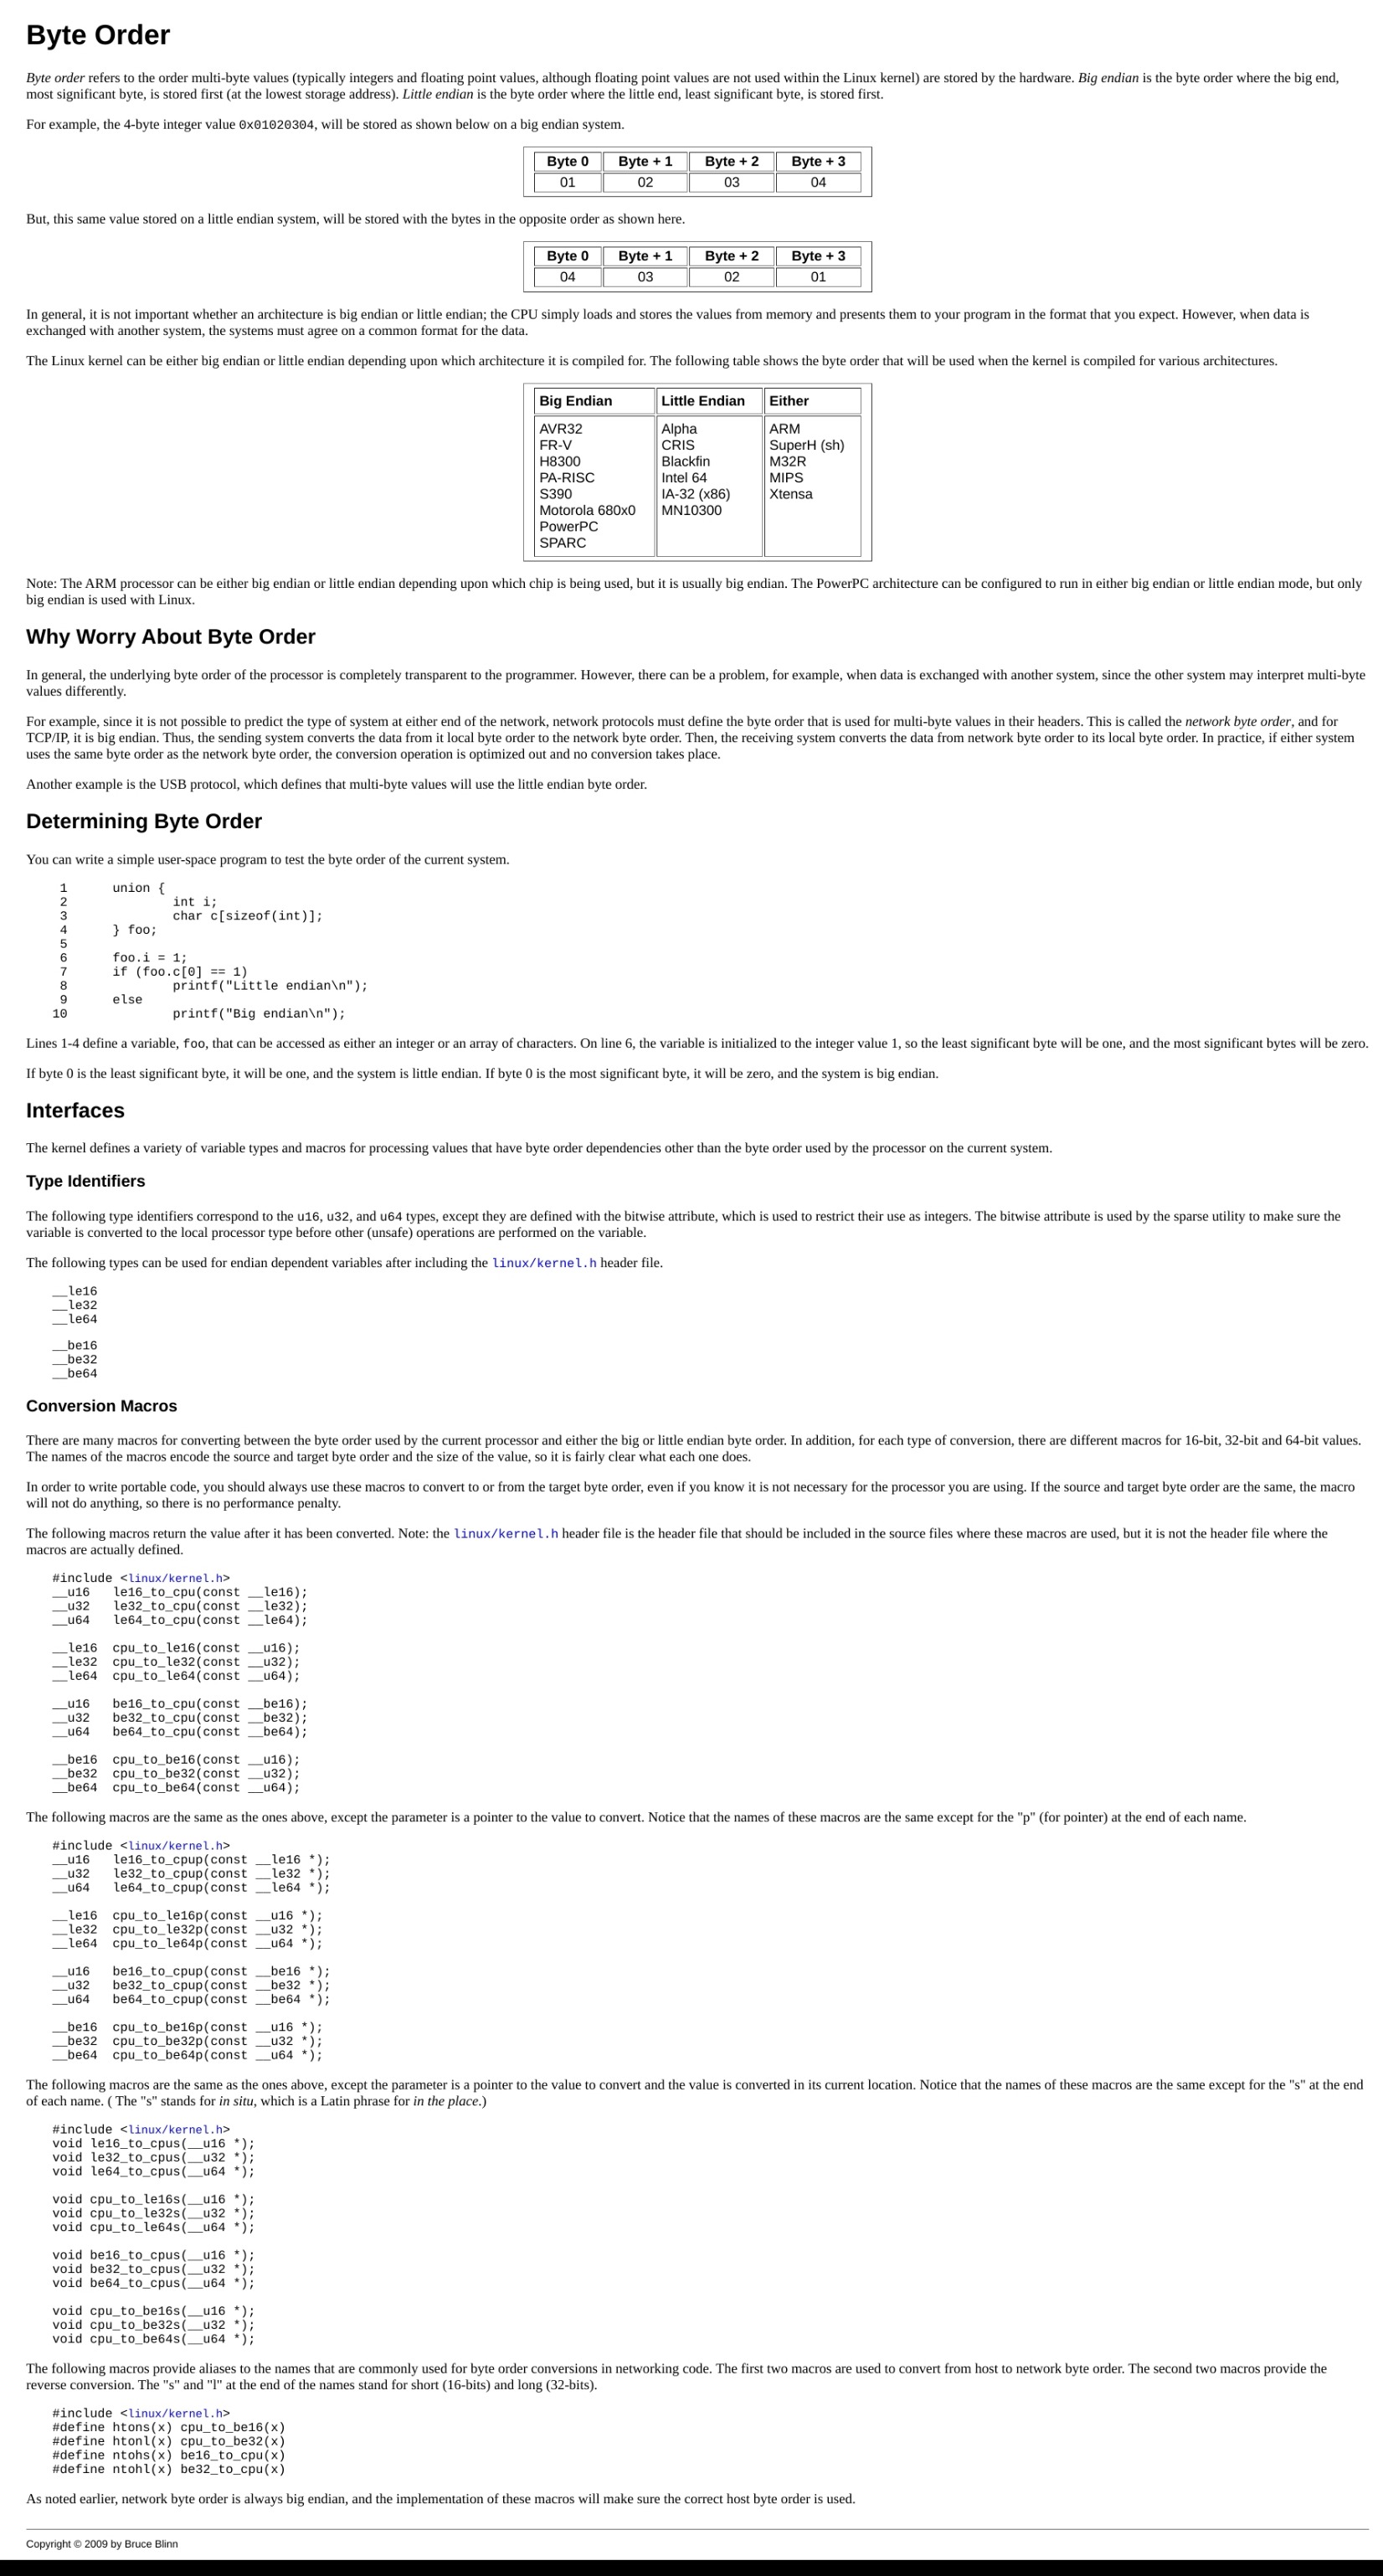 Byte Order
Byte order refers to the order multi-byte values (typically integers and floating point values, although floating point values are not used within the Linux kernel) are stored by the hardware. Big endian is the byte order where the big end,
most significant byte, is stored first (at the lowest storage address). Little endian is the byte order where the little end, least significant byte, is stored first.
For example, the 4-byte integer value 0x01020304, will be stored as shown below on a big endian system.
Byte 0 Byte + 1 Byte + 2 Byte + 3
01 02 03 04
But, this same value stored on a little endian system, will be stored with the bytes in the opposite order as shown here.
Byte 0 Byte + 1 Byte + 2 Byte + 3
04 03 02 01
In general, it is not important whether an architecture is big endian or little endian; the CPU simply loads and stores the values from memory and presents them to your program in the format that you expect. However, when data is
exchanged with another system, the systems must agree on a common format for the data.
The Linux kernel can be either big endian or little endian depending upon which architecture it is compiled for. The following table shows the byte order that will be used when the kernel is compiled for various architectures.
Big Endian Little Endian Either
AVR32 Alpha ARM
FR-V CRIS SuperH (sh)
H8300 Blackfin M32R
PA-RISC Intel 64 MIPS
S390 IA-32 (x86) Xtensa
Motorola 680x0 MN10300
PowerPC
SPARC
Note: The ARM processor can be either big endian or little endian depending upon which chip is being used, but it is usually big endian. The PowerPC architecture can be configured to run in either big endian or little endian mode, but only
big endian is used with Linux.
Why Worry About Byte Order
In general, the underlying byte order of the processor is completely transparent to the programmer. However, there can be a problem, for example, when data is exchanged with another system, since the other system may interpret multi-byte
values differently.
For example, since it is not possible to predict the type of system at either end of the network, network protocols must define the byte order that is used for multi-byte values in their headers. This is called the network byte order, and for
TCP/IP, it is big endian. Thus, the sending system converts the data from it local byte order to the network byte order. Then, the receiving system converts the data from network byte order to its local byte order. In practice, if either system
uses the same byte order as the network byte order, the conversion operation is optimized out and no conversion takes place.
Another example is the USB protocol, which defines that multi-byte values will use the little endian byte order.
Determining Byte Order
You can write a simple user-space program to test the byte order of the current system.
1 union {
2 int i;
3 char c[sizeof(int)];
4 } foo;
5
6 foo.i = 1;
7 if (foo.c[0] == 1)
8 printf("Little endian\n");
9 else
10 printf("Big endian\n");
Lines 1-4 define a variable, foo, that can be accessed as either an integer or an array of characters. On line 6, the variable is initialized to the integer value 1, so the least significant byte will be one, and the most significant bytes will be zero.
If byte 0 is the least significant byte, it will be one, and the system is little endian. If byte 0 is the most significant byte, it will be zero, and the system is big endian.
Interfaces
The kernel defines a variety of variable types and macros for processing values that have byte order dependencies other than the byte order used by the processor on the current system.
Type Identifiers
The following type identifiers correspond to the u16, u32, and u64 types, except they are defined with the bitwise attribute, which is used to restrict their use as integers. The bitwise attribute is used by the sparse utility to make sure the
variable is converted to the local processor type before other (unsafe) operations are performed on the variable.
The following types can be used for endian dependent variables after including the linux/kernel.h header file.
__le16
__le32
__le64
__be16
__be32
__be64
Conversion Macros
There are many macros for converting between the byte order used by the current processor and either the big or little endian byte order. In addition, for each type of conversion, there are different macros for 16-bit, 32-bit and 64-bit values.
The names of the macros encode the source and target byte order and the size of the value, so it is fairly clear what each one does.
In order to write portable code, you should always use these macros to convert to or from the target byte order, even if you know it is not necessary for the processor you are using. If the source and target byte order are the same, the macro
will not do anything, so there is no performance penalty.
The following macros return the value after it has been converted. Note: the linux/kernel.h header file is the header file that should be included in the source files where these macros are used, but it is not the header file where the
macros are actually defined.
#include <linux/kernel.h>
__u16 le16_to_cpu(const __le16);
__u32 le32_to_cpu(const __le32);
__u64 le64_to_cpu(const __le64);
__le16 cpu_to_le16(const __u16);
__le32 cpu_to_le32(const __u32);
__le64 cpu_to_le64(const __u64);
__u16 be16_to_cpu(const __be16);
__u32 be32_to_cpu(const __be32);
__u64 be64_to_cpu(const __be64);
__be16 cpu_to_be16(const __u16);
__be32 cpu_to_be32(const __u32);
__be64 cpu_to_be64(const __u64);
The following macros are the same as the ones above, except the parameter is a pointer to the value to convert. Notice that the names of these macros are the same except for the "p" (for pointer) at the end of each name.
#include <linux/kernel.h>
__u16 le16_to_cpup(const __le16 *);
__u32 le32_to_cpup(const __le32 *);
__u64 le64_to_cpup(const __le64 *);
__le16 cpu_to_le16p(const __u16 *);
__le32 cpu_to_le32p(const __u32 *);
__le64 cpu_to_le64p(const __u64 *);
__u16 be16_to_cpup(const __be16 *);
__u32 be32_to_cpup(const __be32 *);
__u64 be64_to_cpup(const __be64 *);
__be16 cpu_to_be16p(const __u16 *);
__be32 cpu_to_be32p(const __u32 *);
__be64 cpu_to_be64p(const __u64 *);
The following macros are the same as the ones above, except the parameter is a pointer to the value to convert and the value is converted in its current location. Notice that the names of these macros are the same except for the "s" at the end
of each name. ( The "s" stands for in situ, which is a Latin phrase for in the place.)
#include <linux/kernel.h>
void le16_to_cpus(__u16 *);
void le32_to_cpus(__u32 *);
void le64_to_cpus(__u64 *);
void cpu_to_le16s(__u16 *);
void cpu_to_le32s(__u32 *);
void cpu_to_le64s(__u64 *);
void be16_to_cpus(__u16 *);
void be32_to_cpus(__u32 *);
void be64_to_cpus(__u64 *);
void cpu_to_be16s(__u16 *);
void cpu_to_be32s(__u32 *);
void cpu_to_be64s(__u64 *);
The following macros provide aliases to the names that are commonly used for byte order conversions in networking code. The first two macros are used to convert from host to network byte order. The second two macros provide the
reverse conversion. The "s" and "l" at the end of the names stand for short (16-bits) and long (32-bits).
#include <linux/kernel.h>
#define htons(x) cpu_to_be16(x)
#define htonl(x) cpu_to_be32(x)
#define ntohs(x) be16_to_cpu(x)
#define ntohl(x) be32_to_cpu(x)
As noted earlier, network byte order is always big endian, and the implementation of these macros will make sure the correct host byte order is used.
Copyright © 2009 by Bruce Blinn